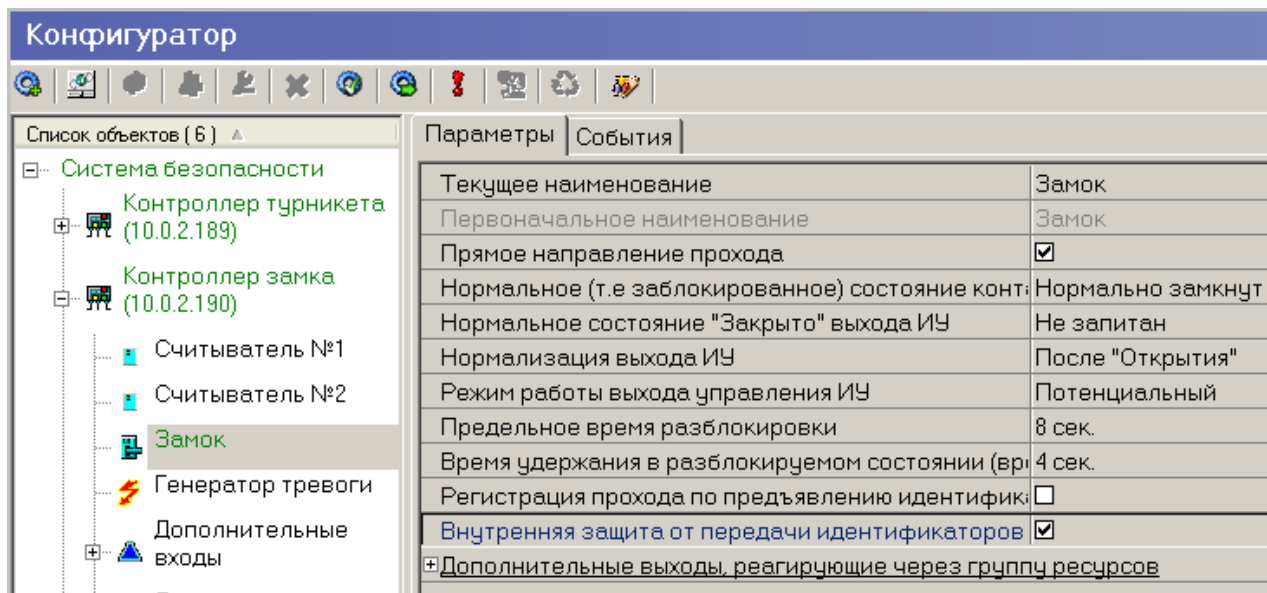 Конфигуратор
Список объектов ( 6 )
Система безопасности
Контроллер турникета
(10.0.2.189)
Контроллер замка
(10.0.2.190)
Считыватель №1
Считыватель №2
Замок
Генератор тревоги
Дополнительные
входы
Параметры События
Текущее наименование Замок
Первоначальное наименование Замок
Прямое направление прохода
Нормальное (т.е заблокированное) состояние конт Нормально замкнут
Нормальное состояние "Закрыто" выхода ИУ Не запитан
Нормализация выхода ИУ После "Открытия"
Режим работы выхода управления ИУ Потенциальный
Предельное время разблокировки 8 сек.
Время удержания в разблокируемом состоянии (вр 4 сек.
Регистрация прохода по предъявлению идентифик
Внутренняя защита от передачи идентификаторов
Дополнительные выходы, реагирующие через группу ресурсов